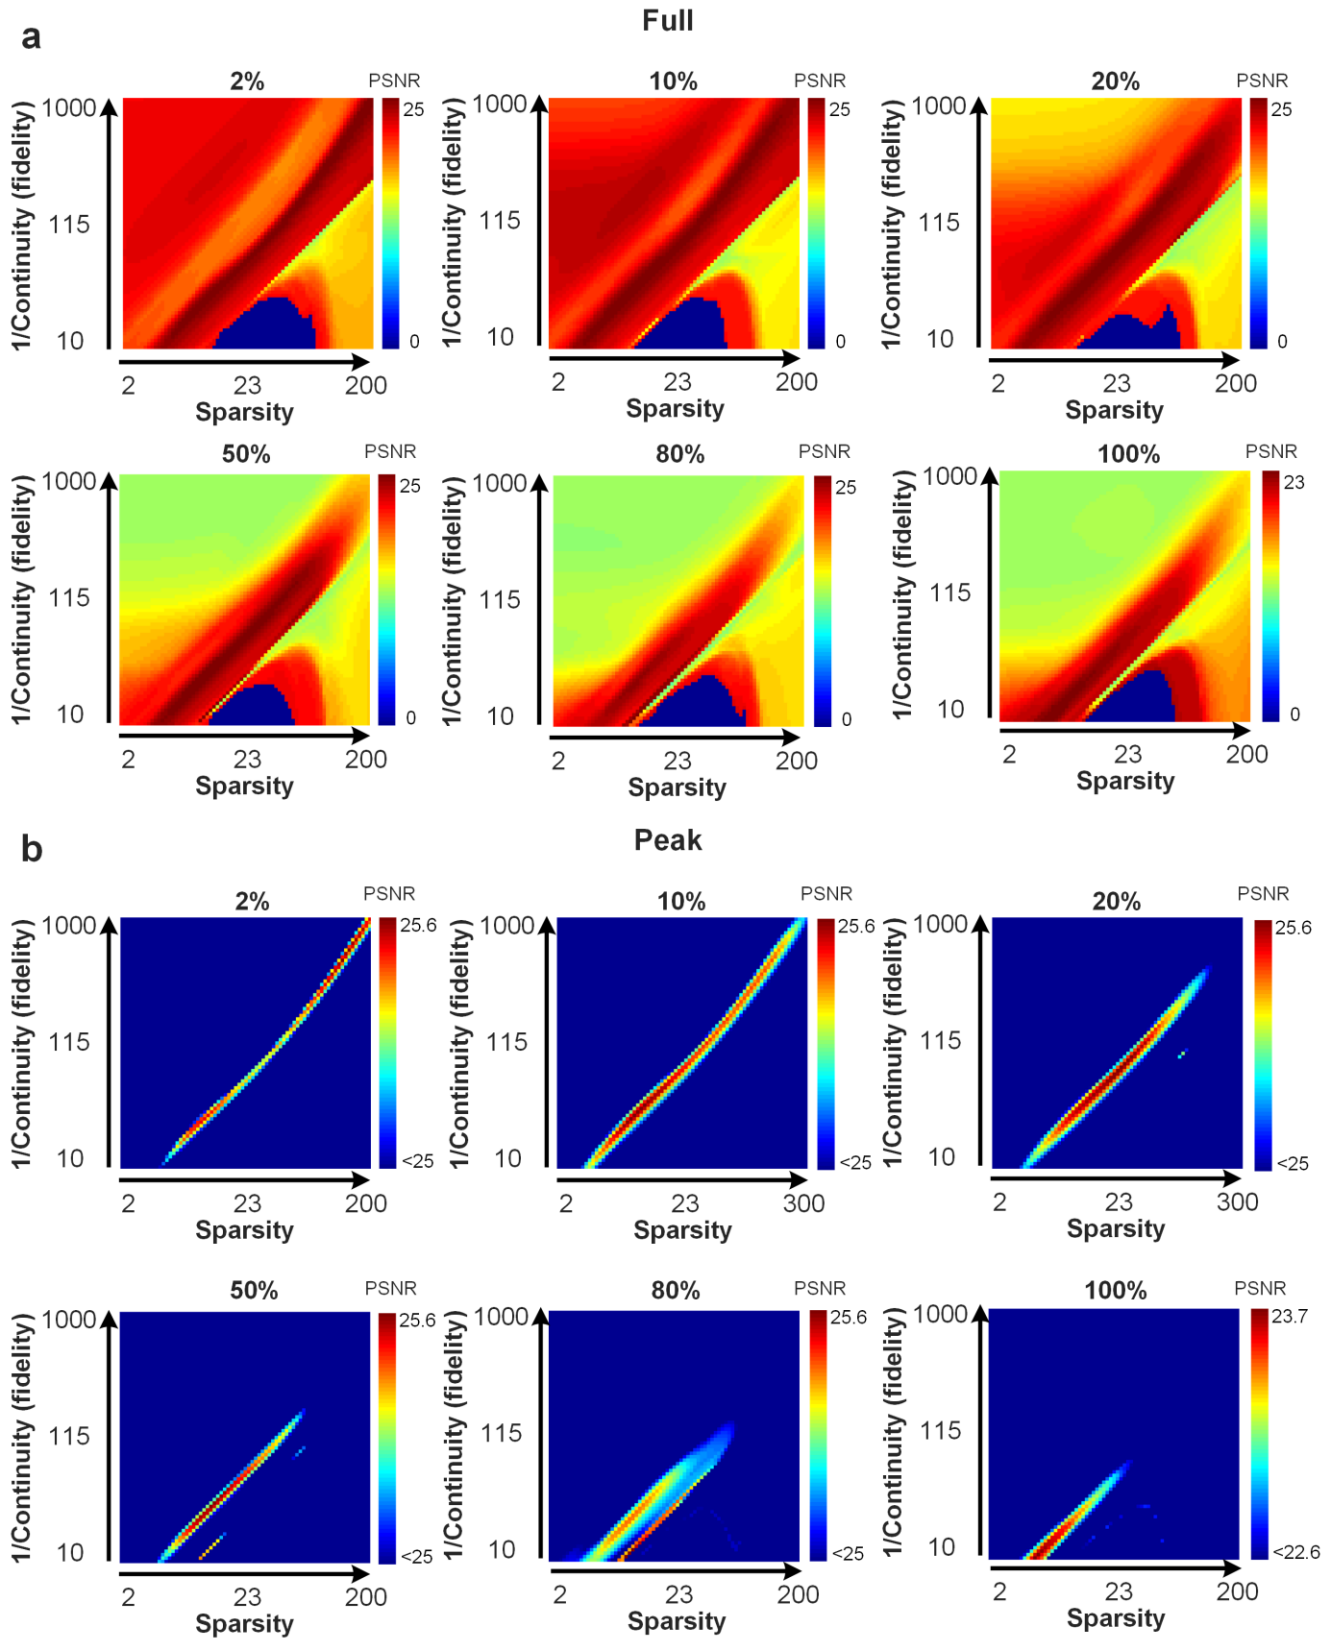 a
Full
2% PSNR
1/Continuity (fidelity)
1000
115
10
25
0
2 23 200
Sparsity
10% PSNR
1/Continuity (fidelity)
1000
115
10
25
0
2 23 200
Sparsity
20% PSNR
1/Continuity (fidelity)
1000
115
10
25
0
2 23 200
Sparsity
50% PSNR
1/Continuity (fidelity)
1000
115
10
25
0
2 23 200
Sparsity
80% PSNR
1/Continuity (fidelity)
1000
115
10
25
0
2 23 200
Sparsity
100% PSNR
1/Continuity (fidelity)
1000
115
10
23
0
2 23 200
Sparsity
b
Peak
2% PSNR
1/Continuity (fidelity)
1000
115
10
25.6
<25
2 23 200
Sparsity
10% PSNR
1/Continuity (fidelity)
1000
115
10
25.6
<25
2 23 300
Sparsity
20% PSNR
1/Continuity (fidelity)
1000
115
10
25.6
<25
2 23 300
Sparsity
50% PSNR
1/Continuity (fidelity)
1000
115
10
25.6
<25
2 23 200
Sparsity
80% PSNR
1/Continuity (fidelity)
1000
115
10
25.6
<25
2 23 200
Sparsity
100% PSNR
1/Continuity (fidelity)
1000
115
10
23.7
<22.6
2 23 200
Sparsity